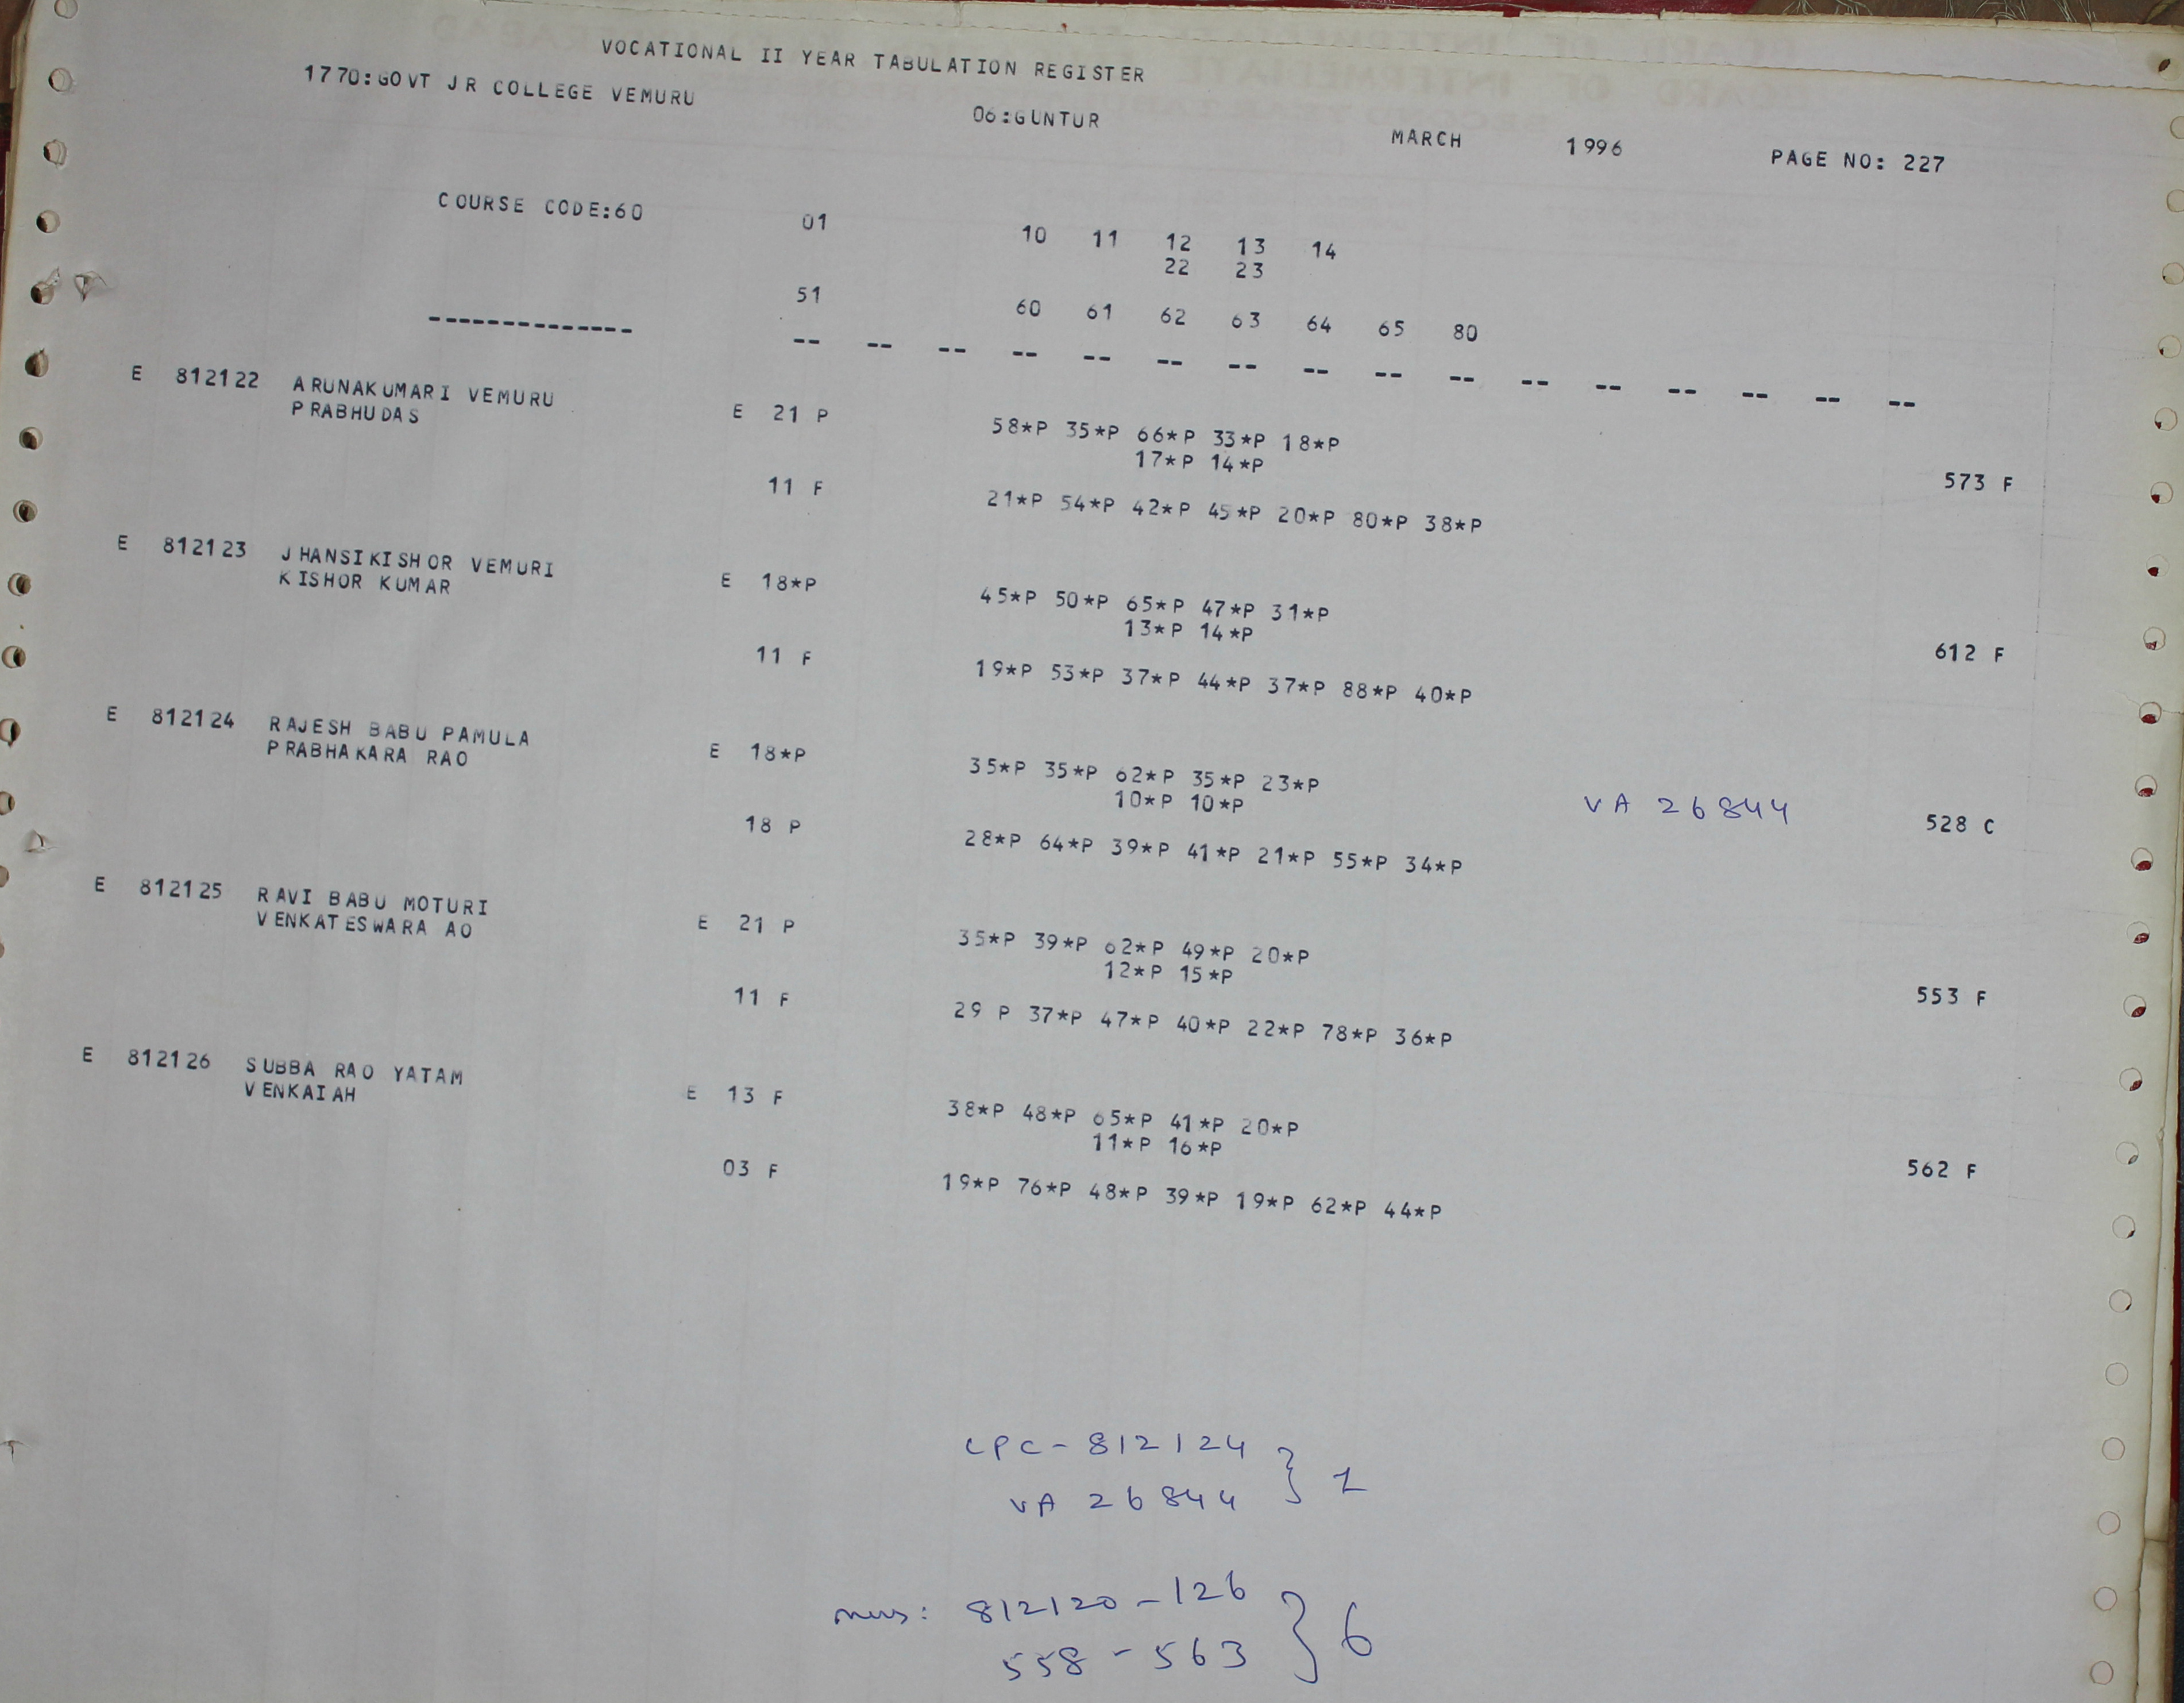 VOCATIONAL II YEAR TABULATION REGISTER
1770:GOVT JR COLLEGE VEMURU 06:GUNTUR MARCH 1996 PAGE NO: 227
COURSE CODE:60 01 10 11 12 13 14
22 23
51 60 61 62 63 64 65 80
-------------- -- -- -- -- -- -- -- -- -- -- -- -- -- -- -- --
E 812122 ARUNAKUMARI VEMURU E 21 P 58*P 35*P 66*P 33*P 18*P
PRABHUDAS 17*P 14*P 573 F
11 F 21*P 54*P 42*P 45*P 20*P 80*P 38*P
E 812123 JHANSIKISHOR VEMURI E 18*P 45*P 50*P 65*P 47*P 31*P
KISHOR KUMAR 13*P 14*P 612 F
11 F 19*P 53*P 37*P 44*P 37*P 88*P 40*P
E 812124 RAJESH BABU PAMULA E 18*P 35*P 35*P 62*P 35*P 23*P
PRABHAKARA RAO 10*P 10*P VA 26844 528 C
18 P 28*P 64*P 39*P 41*P 21*P 55*P 34*P
E 812125 RAVI BABU MOTURI E 21 P 35*P 39*P 62*P 49*P 20*P
VENKATESWARA AO 12*P 15*P 553 F
11 F 29 P 37*P 47*P 40*P 22*P 78*P 36*P
E 812126 SUBBA RAO YATAM E 13 F 38*P 48*P 65*P 41*P 20*P
VENKAIAH 11*P 16*P 562 F
03 F 19*P 76*P 48*P 39*P 19*P 62*P 44*P
CPC-812124
VA 26844 } 1
812120-126
558-563 } 6